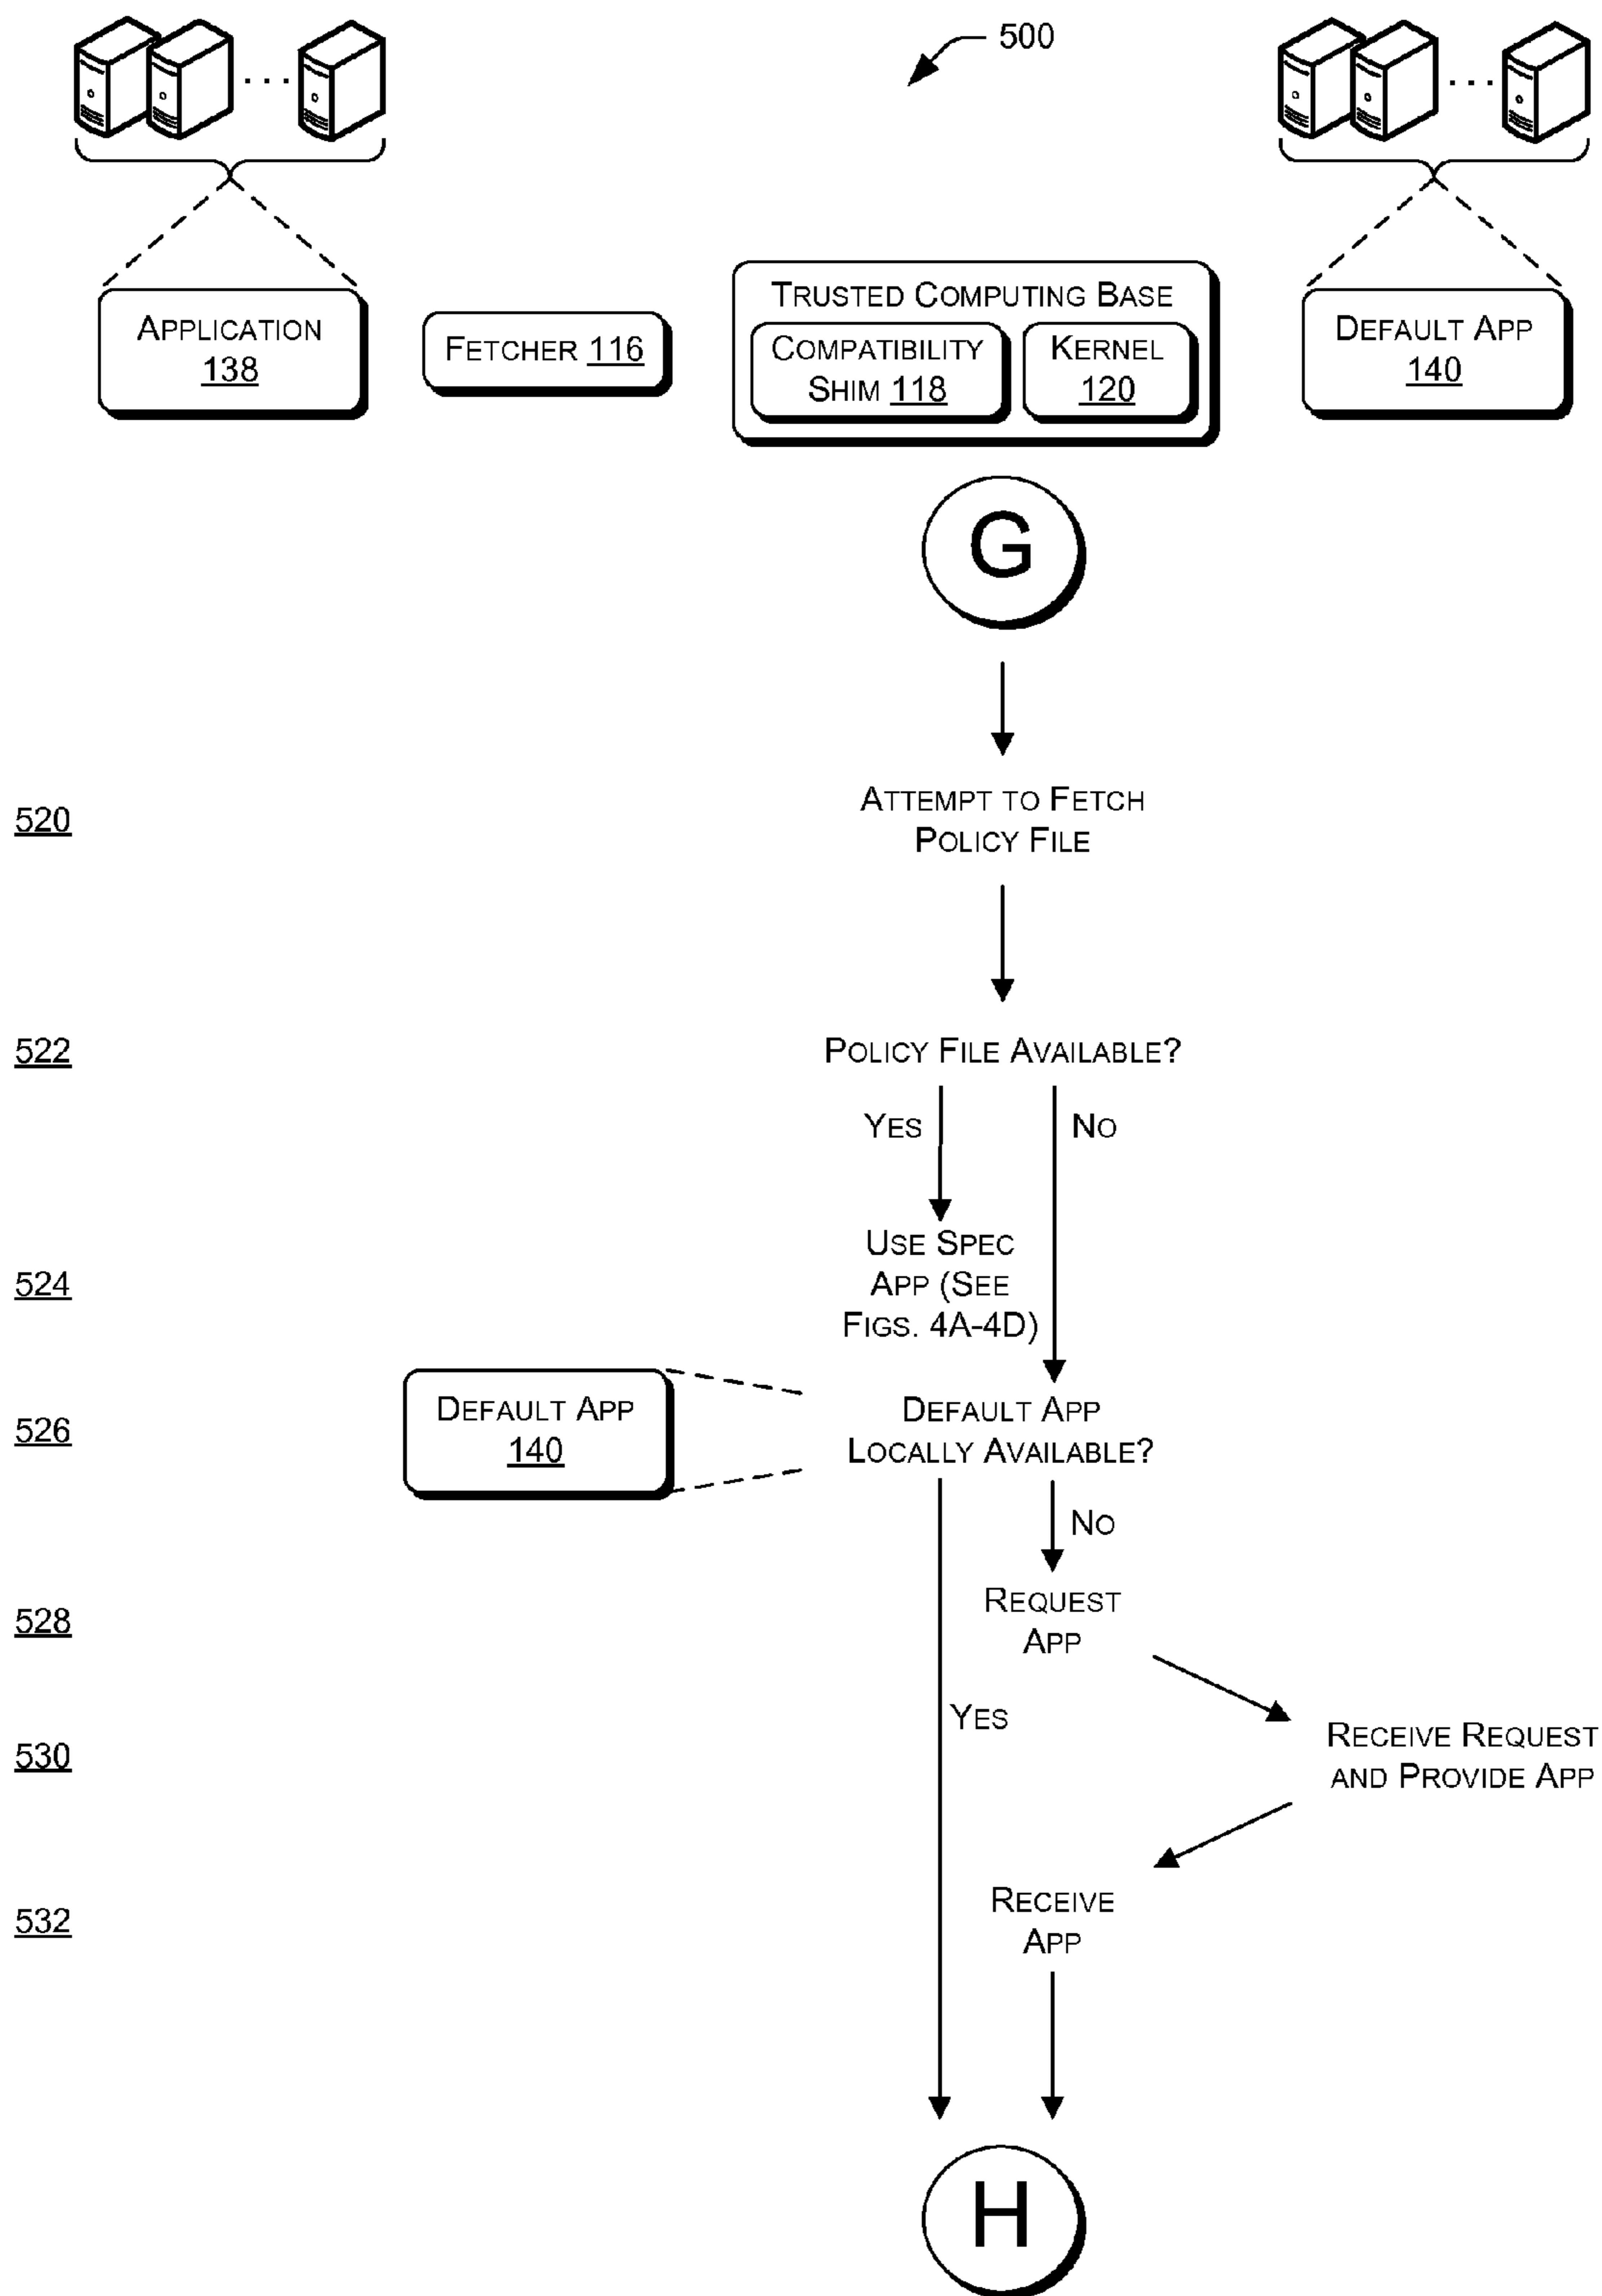 500
APPLICATION
138
FETCHER 116
TRUSTED COMPUTING BASE
COMPATIBILITY
SHIM 118
KERNEL
120
DEFAULT APP
140
G
520
ATTEMPT TO FETCH
POLICY FILE
522
POLICY FILE AVAILABLE?
YES
NO
524
USE SPEC
APP (SEE
FIGS. 4A-4D)
526
DEFAULT APP
140
DEFAULT APP
LOCALLY AVAILABLE?
NO
528
REQUEST
APP
YES
530
RECEIVE REQUEST
AND PROVIDE APP
532
RECEIVE
APP
H